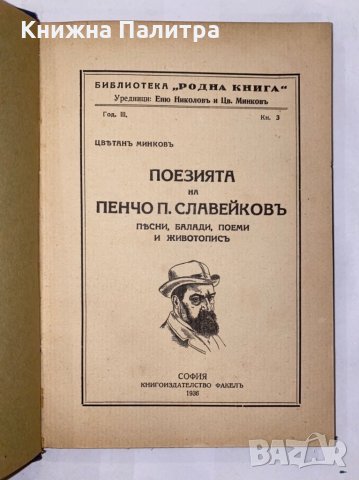 Книжна Палитра
БИБЛИОТЕКА „РОДНА КНИГА“
Уредници: Еню Николовъ и Цв. Минковъ
Год. III, Кн. 3
ЦВѢТАНЪ МИНКОВЪ
ПОЕЗИЯТА
НА
ПЕНЧО П. СЛАВЕЙКОВЪ
ПѢСНИ, БАЛАДИ, ПОЕМИ
И ЖИВОТОПИСЪ
СОФИЯ
КНИГОИЗДАТЕЛСТВО ФАКЕЛЪ
1936
BAZAR